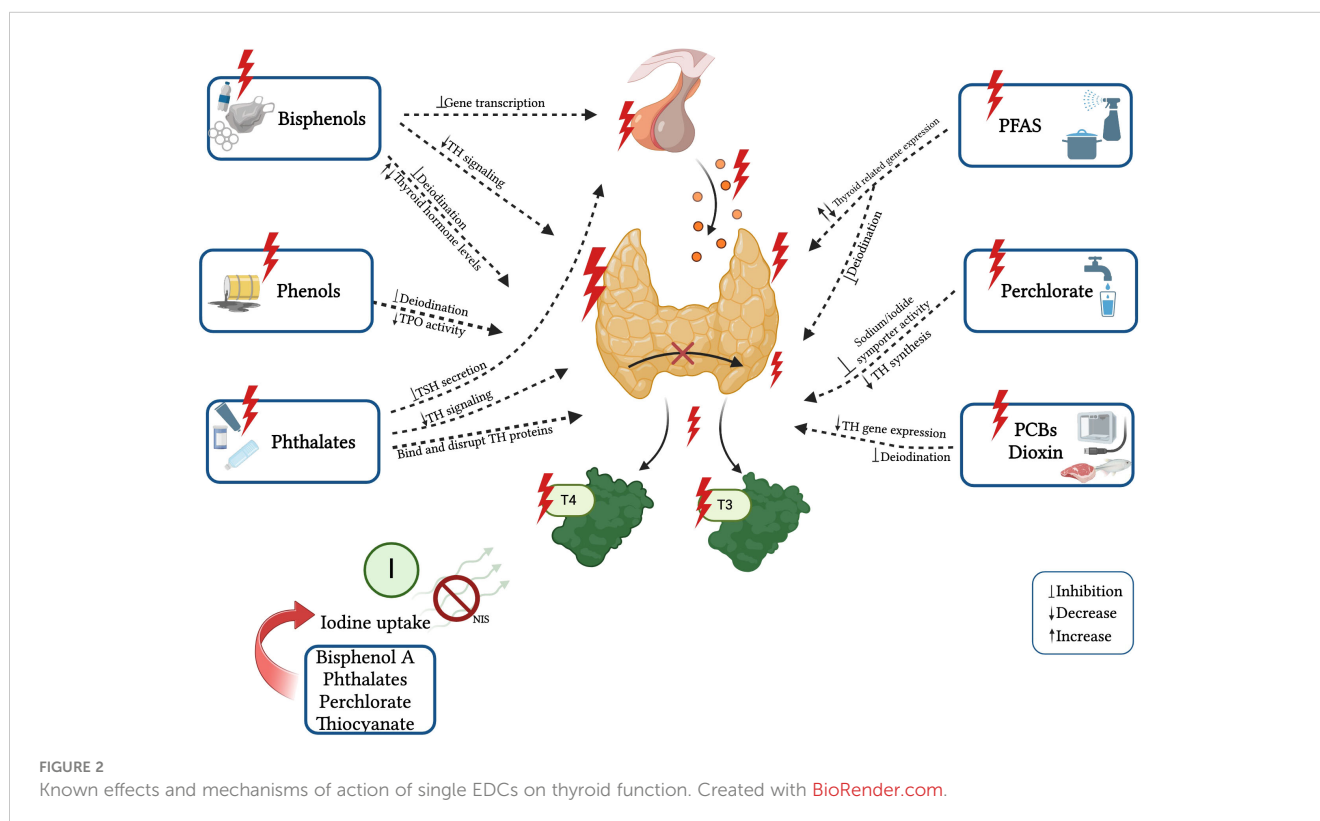 Bisphenols
⊥Gene transcription
↓TH signaling
⊥Deiodination
↑↓Thyroid hormone levels
Phenols
⊥Deiodination
↓TPO activity
Phthalates
⊥TSH secretion
↓TH signaling
Bind and disrupt TH proteins
PFAS
↑↓ Thyroid related gene expression
⊥Deiodination
Perchlorate
Sodium/iodide
⊥ symporter activity
↓ TH synthesis
PCBs
Dioxin
↓TH gene expression
⊥Deiodination
T4
T3
I
Iodine uptake
NIS
Bisphenol A
Phthalates
Perchlorate
Thiocyanate
⊥Inhibition
↓Decrease
↑Increase
FIGURE 2
Known effects and mechanisms of action of single EDCs on thyroid function. Created with BioRender.com.